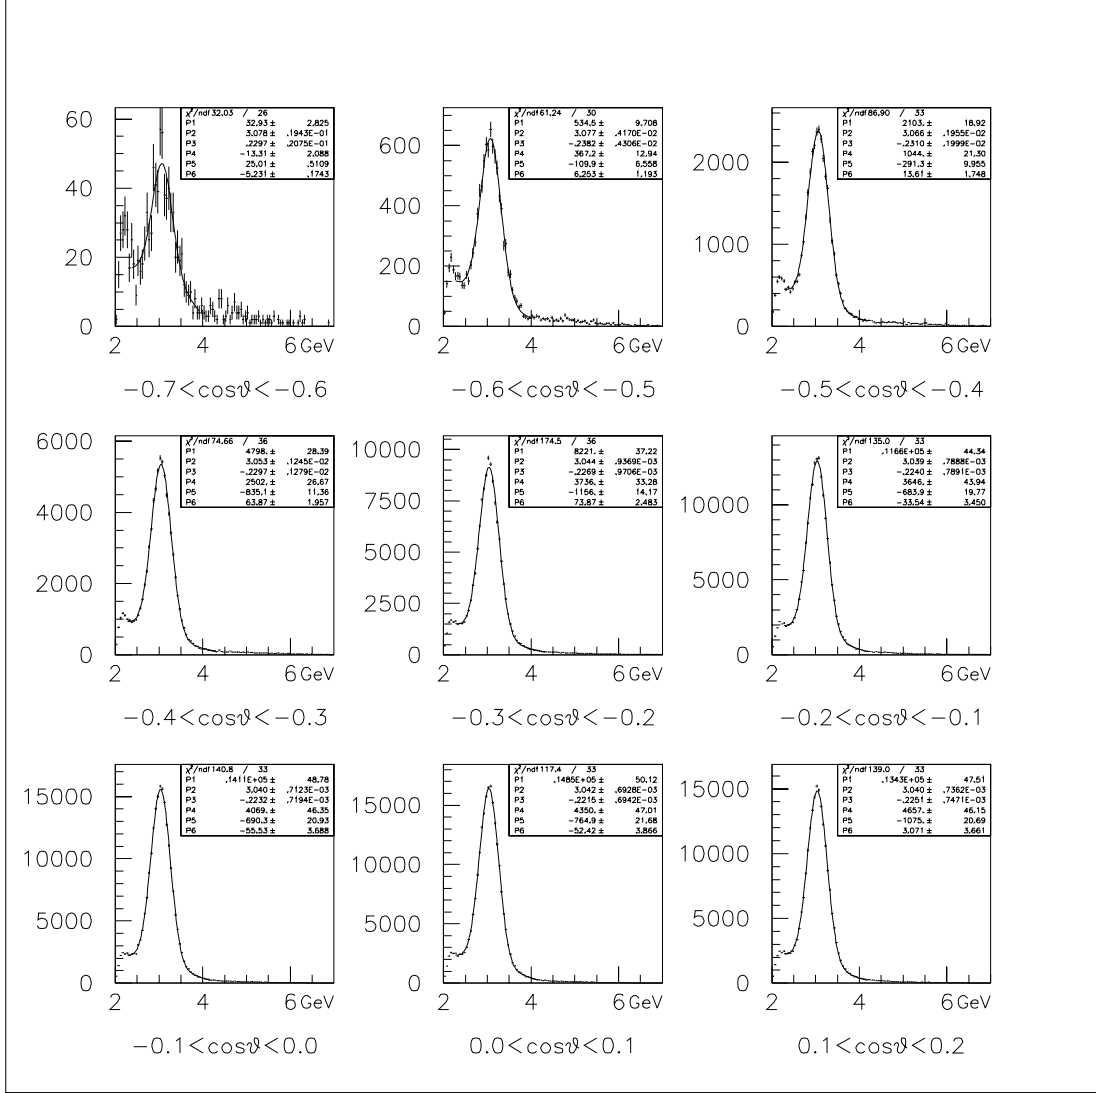 χ²/ndf 32.03 / 26
P1 32.93 ± 2.825
P2 3.078 ± .1943E-01
P3 .2297 ± .2075E-01
P4 -13.31 ± 2.088
P5 25.01 ± .5109
P6 -5.231 ± .1743
60
40
20
0
2 4 6 GeV
−0.7<cosϑ<−0.6
χ²/ndf 61.24 / 30
P1 534.5 ± 9.708
P2 3.077 ± .4170E-02
P3 -.2382 ± .4306E-02
P4 367.2 ± 12.94
P5 -109.9 ± 6.558
P6 6.253 ± 1.193
600
400
200
0
2 4 6 GeV
−0.6<cosϑ<−0.5
χ²/ndf 86.90 / 33
P1 2103. ± 18.92
P2 3.066 ± .1955E-02
P3 -.2310 ± .1999E-02
P4 1044. ± 21.30
P5 -291.3 ± 9.955
P6 13.61 ± 1.748
2000
1000
0
2 4 6 GeV
−0.5<cosϑ<−0.4
χ²/ndf 74.66 / 36
P1 4798. ± 28.39
P2 3.053 ± .1245E-02
P3 -.2297 ± .1279E-02
P4 2502. ± 26.67
P5 -835.1 ± 11.36
P6 63.87 ± 1.957
6000
4000
2000
0
2 4 6 GeV
−0.4<cosϑ<−0.3
χ²/ndf 174.5 / 36
P1 8221. ± 37.22
P2 3.044 ± .9369E-03
P3 -.2269 ± .9706E-03
P4 3736. ± 33.28
P5 -1156. ± 14.17
P6 73.87 ± 2.483
10000
7500
5000
2500
0
2 4 6 GeV
−0.3<cosϑ<−0.2
χ²/ndf 135.0 / 33
P1 .1166E+05 ± 44.34
P2 3.039 ± .7888E-03
P3 -.2240 ± .7891E-03
P4 3646. ± 43.94
P5 -683.9 ± 19.77
P6 -33.54 ± 3.450
10000
5000
0
2 4 6 GeV
−0.2<cosϑ<−0.1
χ²/ndf 140.8 / 33
P1 .1411E+05 ± 48.78
P2 3.040 ± .7123E-03
P3 -.2232 ± .7194E-03
P4 4069. ± 46.35
P5 -690.3 ± 20.93
P6 -55.53 ± 3.688
15000
10000
5000
0
2 4 6 GeV
−0.1<cosϑ<0.0
χ²/ndf 117.4 / 33
P1 .1485E+05 ± 50.12
P2 3.042 ± .6928E-03
P3 -.2215 ± .6942E-03
P4 4350. ± 47.01
P5 -764.9 ± 21.68
P6 -52.42 ± 3.866
15000
10000
5000
0
2 4 6 GeV
0.0<cosϑ<0.1
χ²/ndf 139.0 / 33
P1 .1343E+05 ± 47.51
P2 3.040 ± .7362E-03
P3 -.2251 ± .7471E-03
P4 4657. ± 46.15
P5 -1075. ± 20.69
P6 3.071 ± 3.661
15000
10000
5000
0
2 4 6 GeV
0.1<cosϑ<0.2